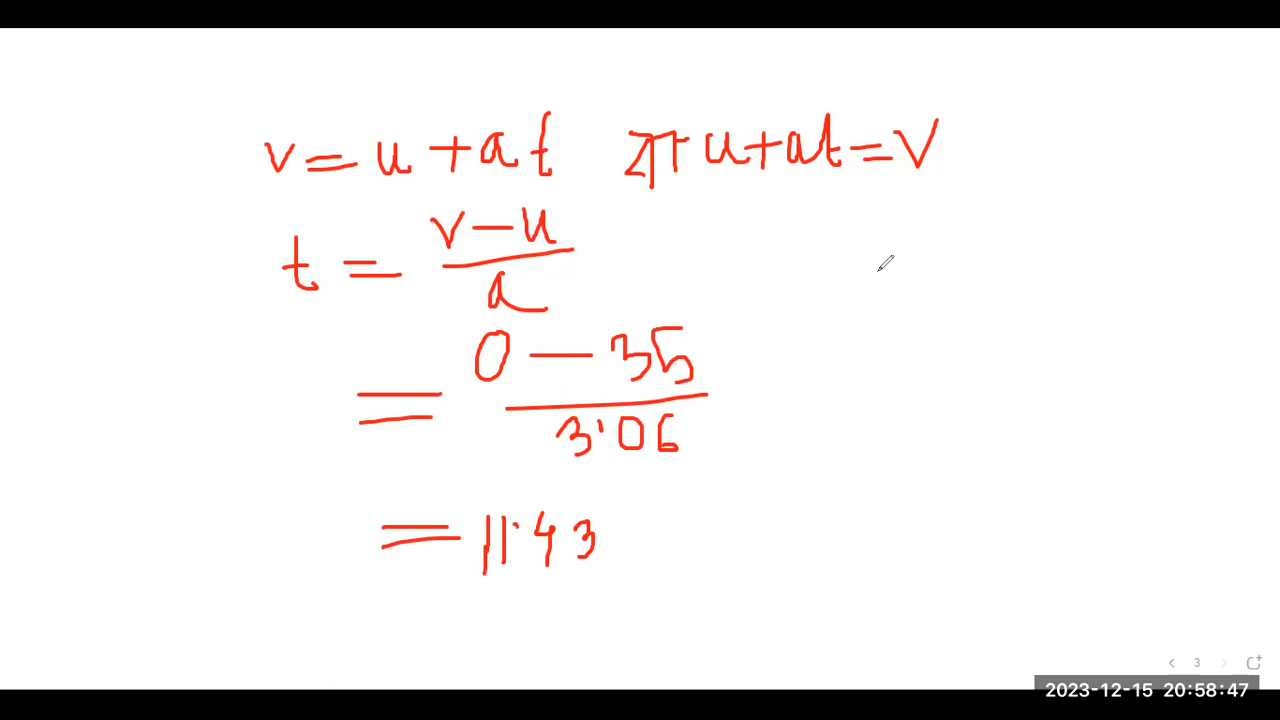 v = u + at যা u + at = v
t = (v - u) / a
= (0 - 35) / 3.06
= 11.43
3
2023-12-15 20:58:47